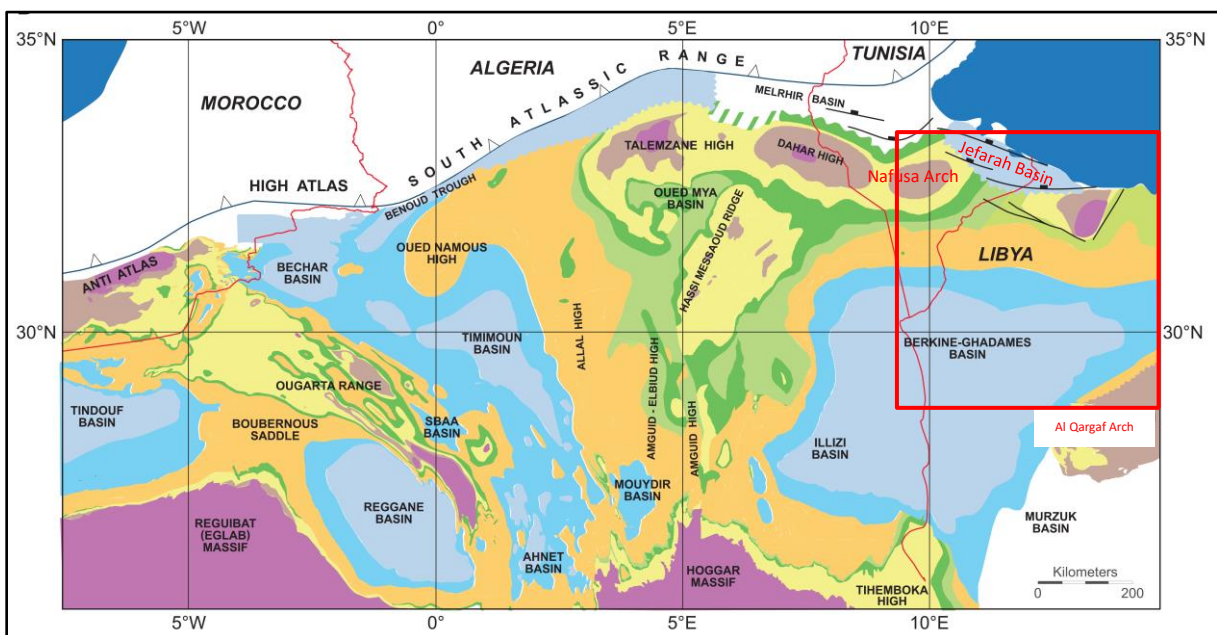 5°W 0° 5°E 10°E
35°N 35°N
ALGERIA
TUNISIA
MOROCCO
SOUTH ATLASSIC RANGE
MELRHIR BASIN
HIGH ATLAS
BENOUD TROUGH
TALEMZANE HIGH
DAHAR HIGH
Nafusa Arch
Jefarah Basin
OUED MYA
BASIN
HASSI MESSAOUD RIDGE
OUED NAMOUS
HIGH
ANTI ATLAS
BECHAR
BASIN
LIBYA
30°N 30°N
TIMIMOUN
BASIN
ALLAL HIGH
BERKINE-GHADAMES
BASIN
OUGARTA RANGE
AMGUID - ELBIUD HIGH
AMGUID HIGH
TINDOUF
BASIN
BOUBERNOUS
SADDLE
SBAA
BASIN
Al Qargaf Arch
ILLIZI
BASIN
MOUYDIR
BASIN
REGGANE
BASIN
MURZUK
BASIN
REGUIBAT
(EGLAB)
MASSIF
AHNET
BASIN
HOGGAR
MASSIF
TIHEMBOKA
HIGH
Kilometers
0 200
5°W 0° 5°E 10°E